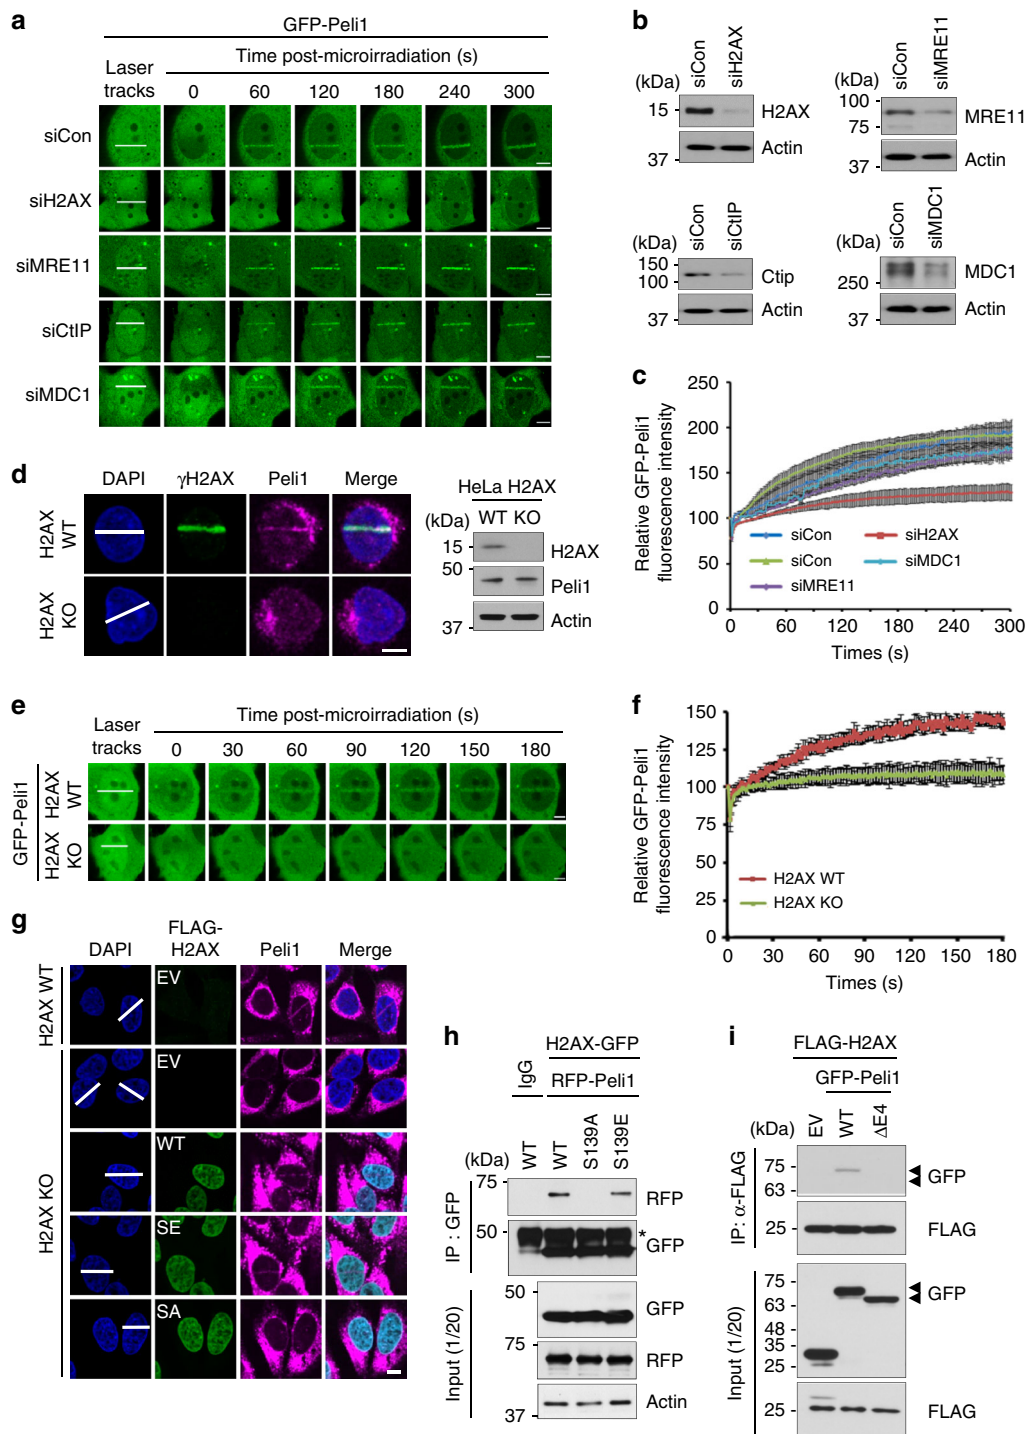 a
GFP-Peli1
Laser tracks
Time post-microirradiation (s)
0 60 120 180 240 300
siCon
siH2AX
siMRE11
siCtIP
siMDC1
b
siCon siH2AX
(kDa)
15
H2AX
Actin
37
siCon siMRE11
(kDa)
100
75
MRE11
Actin
37
siCon siCtIP
(kDa)
150
100
Ctip
Actin
37
siCon siMDC1
(kDa)
250
MDC1
Actin
37
c
Relative GFP-Peli1 fluorescence intensity
250
200
150
100
50
0
siCon siH2AX
siCon siMDC1
siMRE11
0 60 120 180 240 300
Times (s)
d
DAPI γH2AX Peli1 Merge
H2AX WT
H2AX KO
HeLa H2AX
(kDa) WT KO
15
H2AX
50
Peli1
Actin
37
e
Laser tracks
Time post-microirradiation (s)
0 30 60 90 120 150 180
GFP-Peli1
H2AX WT
H2AX KO
f
Relative GFP-Peli1 fluorescence intensity
150
125
100
75
50
25
0
H2AX WT
H2AX KO
0 30 60 90 120 150 180
Times (s)
g
DAPI FLAG-H2AX Peli1 Merge
H2AX WT
EV
H2AX KO
EV
WT
SE
SA
h
H2AX-GFP
IgG RFP-Peli1
(kDa) WT WT S139A S139E
IP : GFP
75
RFP
50
*
GFP
Input (1/20)
50
GFP
75
RFP
Actin
37
i
FLAG-H2AX
GFP-Peli1
(kDa) EV WT ΔE4
IP: α-FLAG
75
63
GFP
25
FLAG
Input (1/20)
75
63
48
35
25
GFP
25
FLAG